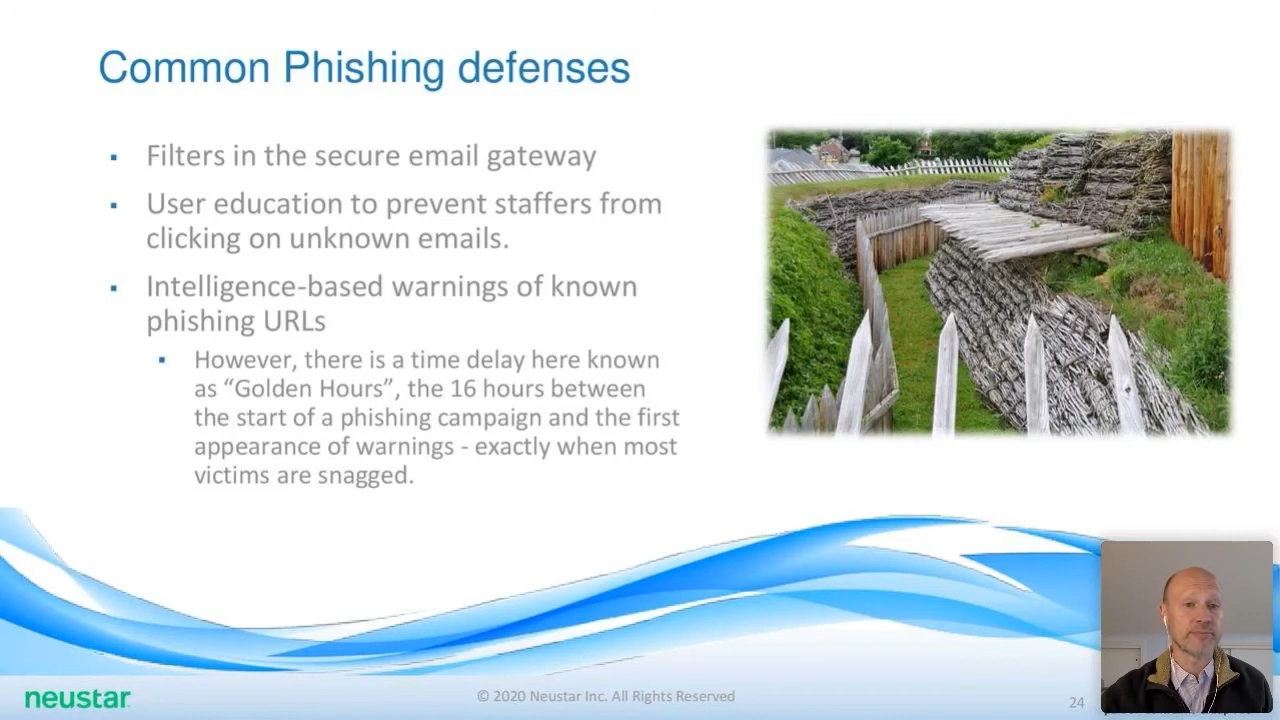 Common Phishing defenses
▪ Filters in the secure email gateway
▪ User education to prevent staffers from
clicking on unknown emails.
▪ Intelligence-based warnings of known
phishing URLs
▪ However, there is a time delay here known
as “Golden Hours”, the 16 hours between
the start of a phishing campaign and the first
appearance of warnings - exactly when most
victims are snagged.
neustar
© 2020 Neustar Inc. All Rights Reserved
24